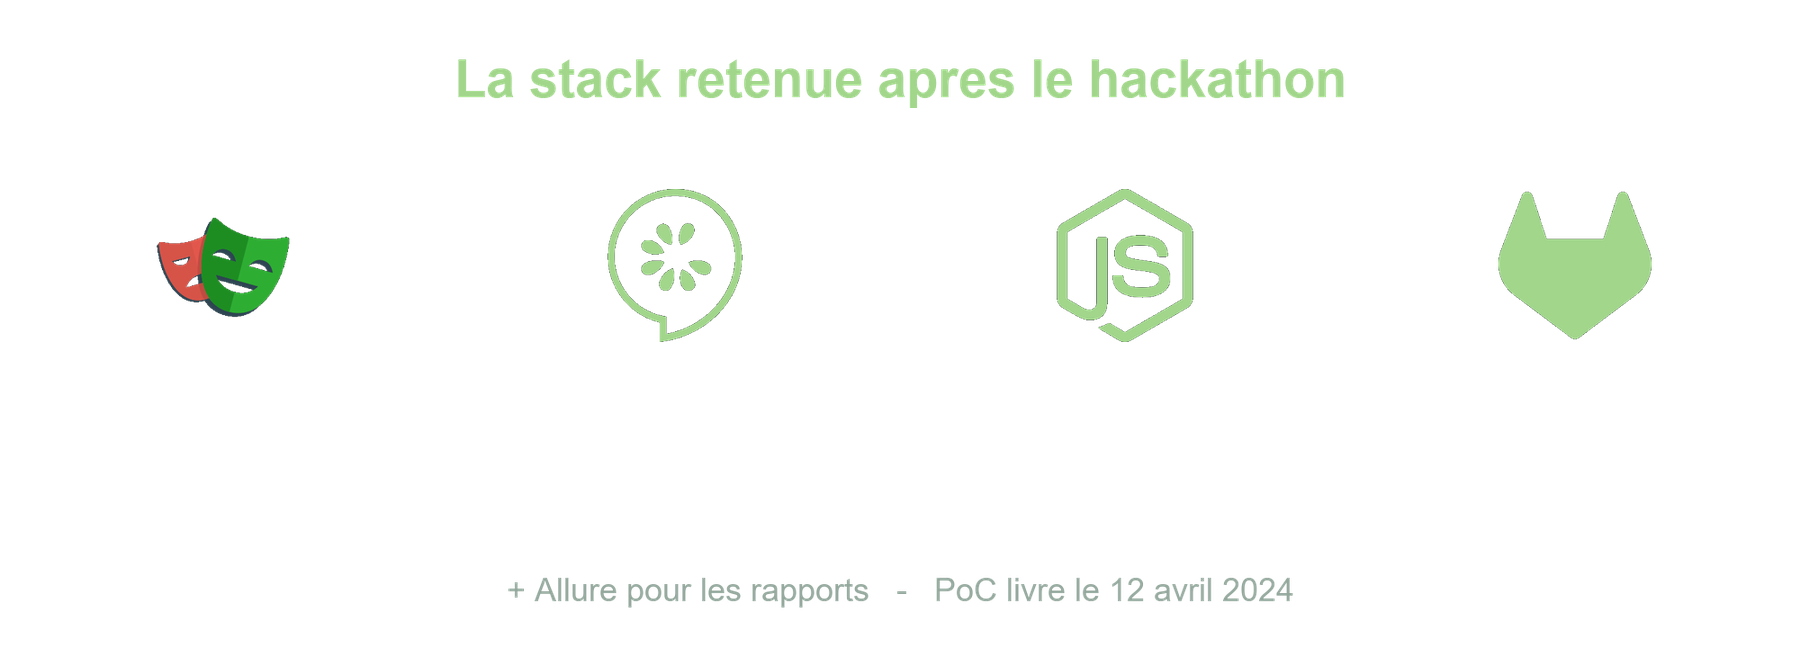 La stack retenue apres le hackathon
JS
+ Allure pour les rapports - PoC livre le 12 avril 2024